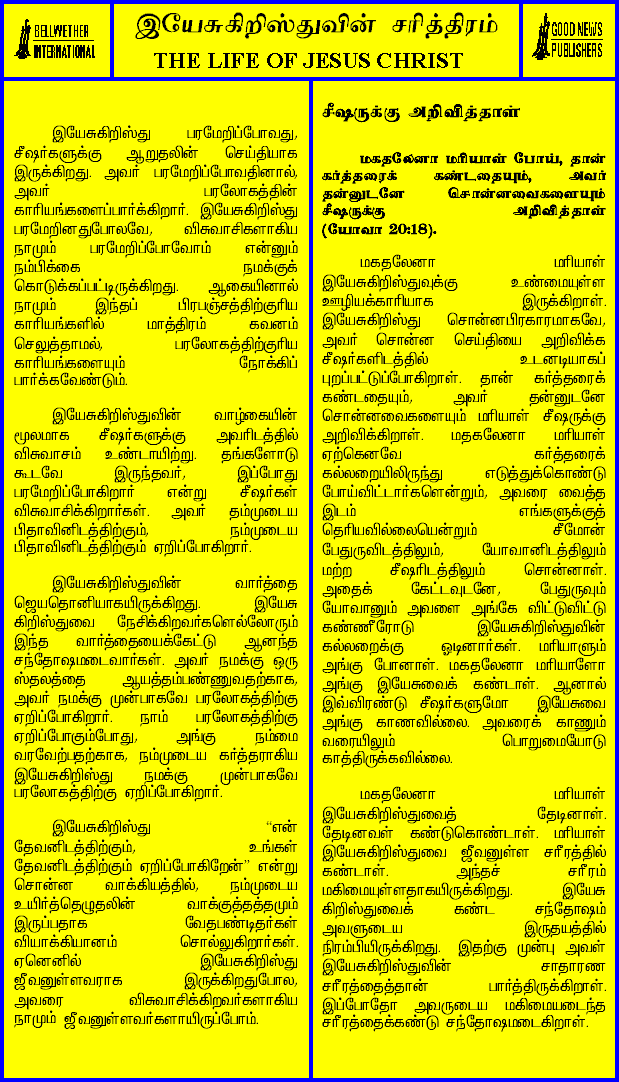 BELLWETHER
INTERNATIONAL
இயேசுகிறிஸ்துவின் சரித்திரம்
THE LIFE OF JESUS CHRIST
GOOD NEWS
PUBLISHERS
இயேசுகிறிஸ்து பரமேறிப்போவது,
சீஷர்களுக்கு ஆறுதலின் செய்தியாக
இருக்கிறது. அவர் பரமேறிப்போவதினால்,
அவர் பரலோகத்தின்
காரியங்களைப்பார்க்கிறார். இயேசுகிறிஸ்து
பரமேறினதுபோலவே, விசுவாசிகளாகிய
நாமும் பரமேறிப்போவோம் என்னும்
நம்பிக்கை நமக்குக்
கொடுக்கப்பட்டிருக்கிறது. ஆகையினால்
நாமும் இந்தப் பிரபஞ்சத்திற்குரிய
காரியங்களில் மாத்திரம் கவனம்
செலுத்தாமல், பரலோகத்திற்குரிய
காரியங்களையும் நோக்கிப்
பார்க்கவேண்டும்.
இயேசுகிறிஸ்துவின் வாழ்கையின்
மூலமாக சீஷர்களுக்கு அவரிடத்தில்
விசுவாசம் உண்டாயிற்று. தங்களோடு
கூடவே இருந்தவர், இப்போது
பரமேறிப்போகிறார் என்று சீஷர்கள்
விசுவாசிக்கிறார்கள். அவர் தம்முடைய
பிதாவினிடத்திற்கும், நம்முடைய
பிதாவினிடத்திற்கும் ஏறிப்போகிறார்.
இயேசுகிறிஸ்துவின் வார்த்தை
ஜெயதொனியாகயிருக்கிறது. இயேசு
கிறிஸ்துவை நேசிக்கிறவர்களெல்லோரும்
இந்த வார்த்தையைக்கேட்டு ஆனந்த
சந்தோஷமடைவார்கள். அவர் நமக்கு ஒரு
ஸ்தலத்தை ஆயத்தம்பண்ணுவதற்காக,
அவர் நமக்கு முன்பாகவே பரலோகத்திற்கு
ஏறிப்போகிறார். நாம் பரலோகத்திற்கு
ஏறிப்போகும்போது, அங்கு நம்மை
வரவேற்பதற்காக, நம்முடைய கர்த்தராகிய
இயேசுகிறிஸ்து நமக்கு முன்பாகவே
பரலோகத்திற்கு ஏறிப்போகிறார்.
இயேசுகிறிஸ்து “என்
தேவனிடத்திற்கும், உங்கள்
தேவனிடத்திற்கும் ஏறிப்போகிறேன்” என்று
சொன்ன வாக்கியத்தில், நம்முடைய
உயிர்த்தெழுதலின் வாக்குத்தத்தமும்
இருப்பதாக வேதபண்டிதர்கள்
வியாக்கியானம் சொல்லுகிறார்கள்.
ஏனெனில் இயேசுகிறிஸ்து
ஜீவனுள்ளவராக இருக்கிறதுபோல,
அவரை விசுவாசிக்கிறவர்களாகிய
நாமும் ஜீவனுள்ளவர்களாயிருப்போம்.
சீஷருக்கு அறிவித்தாள்
மகதலேனா மரியாள் போய், தான்
கர்த்தரைக் கண்டதையும், அவர்
தன்னுடனே சொன்னவைகளையும்
சீஷருக்கு அறிவித்தாள்
(யோவா 20:18).
மகதலேனா மரியாள்
இயேசுகிறிஸ்துவுக்கு உண்மையுள்ள
ஊழியக்காரியாக இருக்கிறாள்.
இயேசுகிறிஸ்து சொன்னபிரகாரமாகவே,
அவர் சொன்ன செய்தியை அறிவிக்க
சீஷர்களிடத்தில் உடனடியாகப்
புறப்பட்டுப்போகிறாள். தான் கர்த்தரைக்
கண்டதையும், அவர் தன்னுடனே
சொன்னவைகளையும் மரியாள் சீஷருக்கு
அறிவிக்கிறாள். மதகலேனா மரியாள்
ஏற்கெனவே கர்த்தரைக்
கல்லறையிலிருந்து எடுத்துக்கொண்டு
போய்விட்டார்களென்றும், அவரை வைத்த
இடம் எங்களுக்குத்
தெரியவில்லையென்றும் சீமோன்
பேதுருவிடத்திலும், யோவானிடத்திலும்
மற்ற சீஷரிடத்திலும் சொன்னாள்.
அதைக் கேட்டவுடனே, பேதுருவும்
யோவானும் அவளை அங்கே விட்டுவிட்டு
கண்ணீரோடு இயேசுகிறிஸ்துவின்
கல்லறைக்கு ஓடினார்கள். மரியாளும்
அங்கு போனாள். மகதலேனா மரியாளோ
அங்கு இயேசுவைக் கண்டாள். ஆனால்
இவ்விரண்டு சீஷர்களுமோ இயேசுவை
அங்கு காணவில்லை. அவரைக் காணும்
வரையிலும் பொறுமையோடு
காத்திருக்கவில்லை.
மகதலேனா மரியாள்
இயேசுகிறிஸ்துவைத் தேடினாள்.
தேடினவள் கண்டுகொண்டாள். மரியாள்
இயேசுகிறிஸ்துவை ஜீவனுள்ள சரீரத்தில்
கண்டாள். அந்தச் சரீரம்
மகிமையுள்ளதாகயிருக்கிறது. இயேசு
கிறிஸ்துவைக் கண்ட சந்தோஷம்
அவளுடைய இருதயத்தில்
நிரம்பியிருக்கிறது. இதற்கு முன்பு அவள்
இயேசுகிறிஸ்துவின் சாதாரண
சரீரத்தைத்தான் பார்த்திருக்கிறாள்.
இப்போதோ அவருடைய மகிமையடைந்த
சரீரத்தைக்கண்டு சந்தோஷமடைகிறாள்.